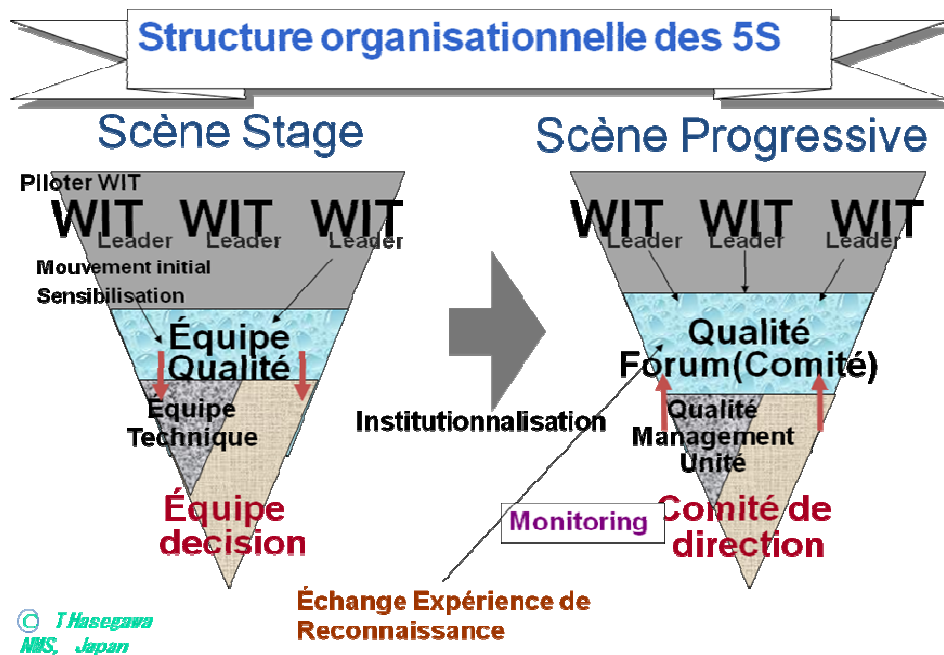 Structure organisationnelle des 5S
Scène Stage
Piloter WIT
WIT WIT WIT
Leader Leader Leader
Mouvement initial
Sensibilisation
Équipe
Qualité
Équipe
Technique
Équipe
decision
Institutionnalisation
Scène Progressive
WIT WIT WIT
Leader Leader Leader
Qualité
Forum(Comité)
Qualité
Management
Unité
Comité de
direction
Monitoring
Échange Expérience de
Reconnaissance
© T.Hasegawa
NMS, Japan